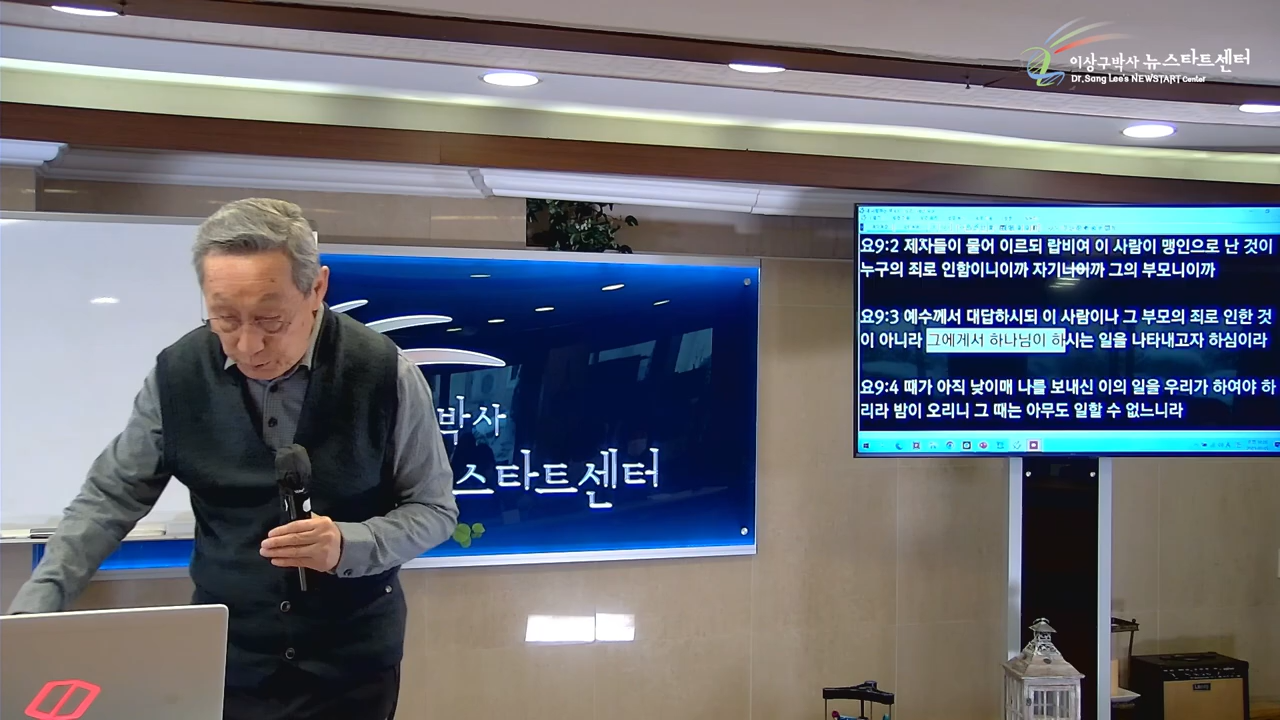 이상구박사 뉴스타트센터
Dr. Sang Lee's NEWSTART Center
요9:2 제자들이 물어 이르되 랍비여 이 사람이 맹인으로 난 것이
누구의 죄로 인함이니이까 자기니이까 그의 부모니이까
요9:3 예수께서 대답하시되 이 사람이나 그 부모의 죄로 인한 것
이 아니라 그에게서 하나님이 하시는 일을 나타내고자 하심이라
요9:4 때가 아직 낮이매 나를 보내신 이의 일을 우리가 하여야 하
리라 밤이 오리니 그 때는 아무도 일할 수 없느니라
박사
스타트센터